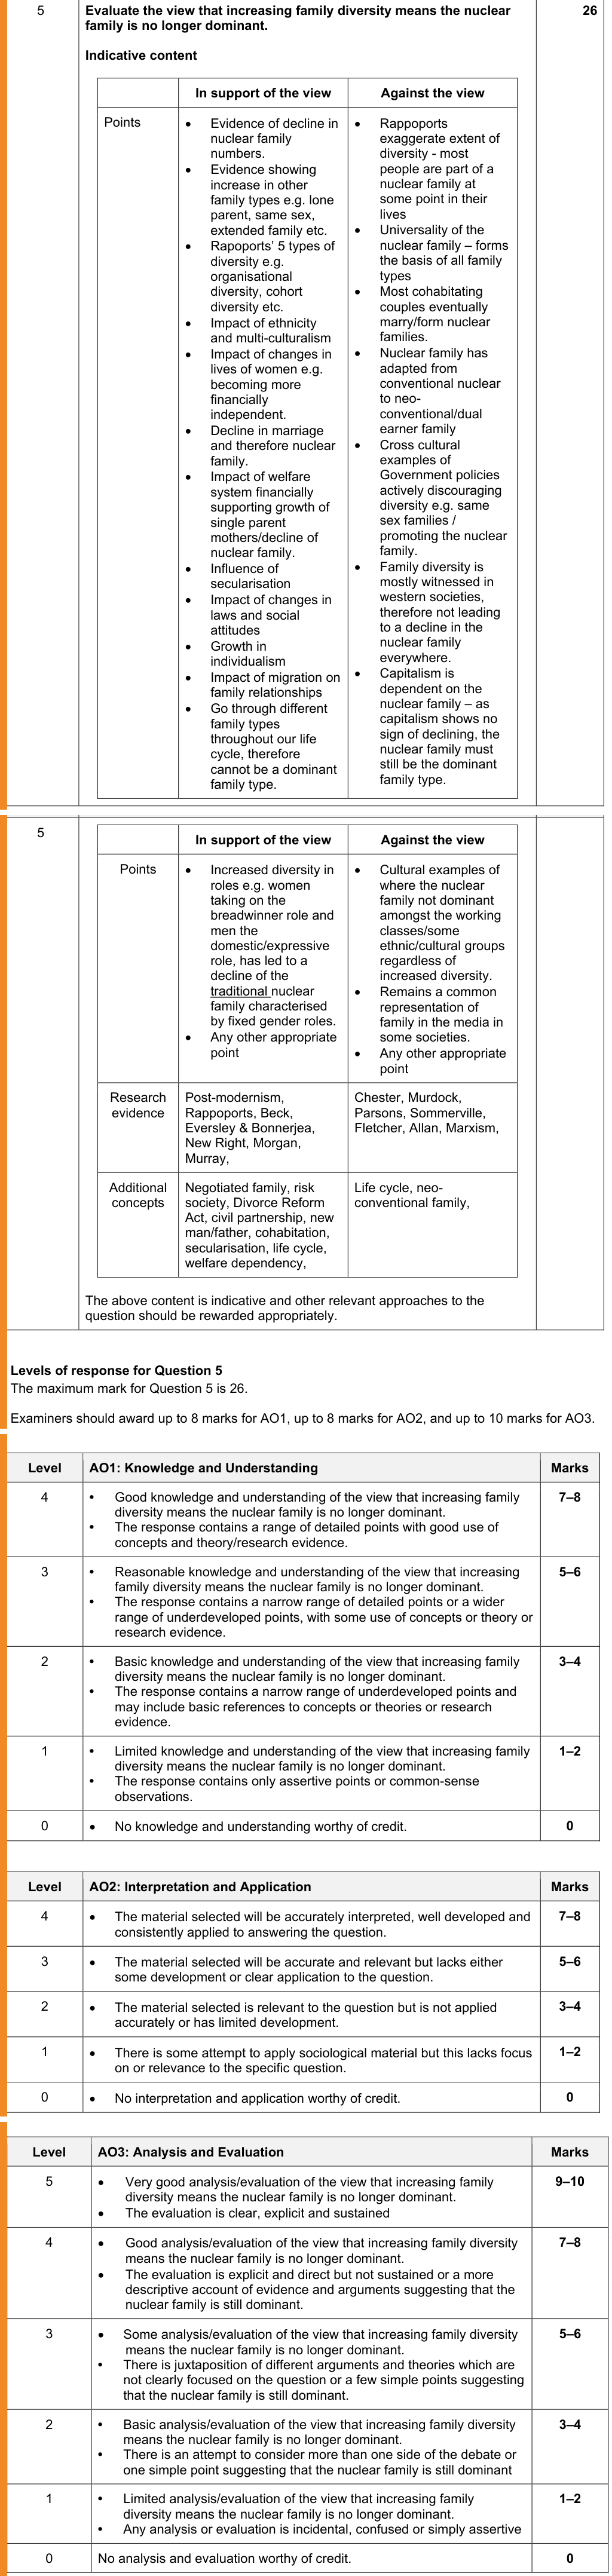 5
Evaluate the view that increasing family diversity means the nuclear
family is no longer dominant.
26
Indicative content
In support of the view
Against the view
Points
• Evidence of decline in
nuclear family
numbers.
• Evidence showing
increase in other
family types e.g. lone
parent, same sex,
extended family etc.
• Rapoports' 5 types of
diversity e.g.
organisational
diversity, cohort
diversity etc.
• Impact of ethnicity
and multi-culturalism
• Impact of changes in
lives of women e.g.
becoming more
financially
independent.
• Decline in marriage
and therefore nuclear
family.
• Impact of welfare
system financially
supporting growth of
single parent
mothers/decline of
nuclear family.
• Influence of
secularisation
• Impact of changes in
laws and social
attitudes
• Growth in
individualism
• Impact of migration on
family relationships
• Go through different
family types
throughout our life
cycle, therefore
cannot be a dominant
family type.
• Rappoports
exaggerate extent of
diversity - most
people are part of a
nuclear family at
some point in their
lives
• Universality of the
nuclear family – forms
the basis of all family
types
• Most cohabitating
couples eventually
marry/form nuclear
families.
• Nuclear family has
adapted from
conventional nuclear
to neo-
conventional/dual
earner family
• Cross cultural
examples of
Government policies
actively discouraging
diversity e.g. same
sex families /
promoting the nuclear
family.
• Family diversity is
mostly witnessed in
western societies,
therefore not leading
to a decline in the
nuclear family
everywhere.
• Capitalism is
dependent on the
nuclear family – as
capitalism shows no
sign of declining, the
nuclear family must
still be the dominant
family type.
5
In support of the view
Against the view
Points
• Increased diversity in
roles e.g. women
taking on the
breadwinner role and
men the
domestic/expressive
role, has led to a
decline of the
traditional nuclear
family characterised
by fixed gender roles.
• Any other appropriate
point
• Cultural examples of
where the nuclear
family not dominant
amongst the working
classes/some
ethnic/cultural groups
regardless of
increased diversity.
• Remains a common
representation of
family in the media in
some societies.
• Any other appropriate
point
Research
evidence
Post-modernism,
Rappoports, Beck,
Eversley & Bonnerjea,
New Right, Morgan,
Murray,
Chester, Murdock,
Parsons, Sommerville,
Fletcher, Allan, Marxism,
Additional
concepts
Negotiated family, risk
society, Divorce Reform
Act, civil partnership, new
man/father, cohabitation,
secularisation, life cycle,
welfare dependency,
Life cycle, neo-
conventional family,
The above content is indicative and other relevant approaches to the
question should be rewarded appropriately.
Levels of response for Question 5
The maximum mark for Question 5 is 26.
Examiners should award up to 8 marks for AO1, up to 8 marks for AO2, and up to 10 marks for AO3.
Level
AO1: Knowledge and Understanding
Marks
4
• Good knowledge and understanding of the view that increasing family
diversity means the nuclear family is no longer dominant.
• The response contains a range of detailed points with good use of
concepts and theory/research evidence.
7–8
3
• Reasonable knowledge and understanding of the view that increasing
family diversity means the nuclear family is no longer dominant.
• The response contains a narrow range of detailed points or a wider
range of underdeveloped points, with some use of concepts or theory or
research evidence.
5–6
2
• Basic knowledge and understanding of the view that increasing family
diversity means the nuclear family is no longer dominant.
• The response contains a narrow range of underdeveloped points and
may include basic references to concepts or theories or research
evidence.
3–4
1
• Limited knowledge and understanding of the view that increasing family
diversity means the nuclear family is no longer dominant.
• The response contains only assertive points or common-sense
observations.
1–2
0
• No knowledge and understanding worthy of credit.
0
Level
AO2: Interpretation and Application
Marks
4
• The material selected will be accurately interpreted, well developed and
consistently applied to answering the question.
7–8
3
• The material selected will be accurate and relevant but lacks either
some development or clear application to the question.
5–6
2
• The material selected is relevant to the question but is not applied
accurately or has limited development.
3–4
1
• There is some attempt to apply sociological material but this lacks focus
on or relevance to the specific question.
1–2
0
• No interpretation and application worthy of credit.
0
Level
AO3: Analysis and Evaluation
Marks
5
• Very good analysis/evaluation of the view that increasing family
diversity means the nuclear family is no longer dominant.
• The evaluation is clear, explicit and sustained
9–10
4
• Good analysis/evaluation of the view that increasing family diversity
means the nuclear family is no longer dominant.
• The evaluation is explicit and direct but not sustained or a more
descriptive account of evidence and arguments suggesting that the
nuclear family is still dominant.
7–8
3
• Some analysis/evaluation of the view that increasing family diversity
means the nuclear family is no longer dominant.
• There is juxtaposition of different arguments and theories which are
not clearly focused on the question or a few simple points suggesting
that the nuclear family is still dominant.
5–6
2
• Basic analysis/evaluation of the view that increasing family diversity
means the nuclear family is no longer dominant.
• There is an attempt to consider more than one side of the debate or
one simple point suggesting that the nuclear family is still dominant
3–4
1
• Limited analysis/evaluation of the view that increasing family
diversity means the nuclear family is no longer dominant.
• Any analysis or evaluation is incidental, confused or simply assertive
1–2
0
No analysis and evaluation worthy of credit.
0